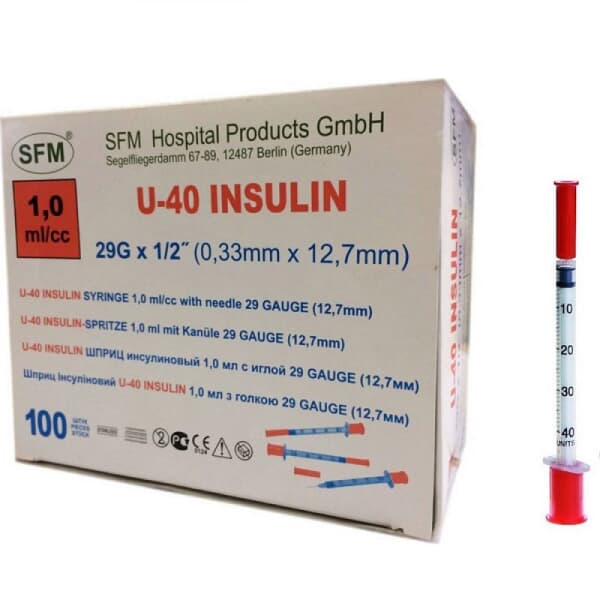 SFM®
SFM Hospital Products GmbH
Segelfliegerdamm 67-89, 12487 Berlin (Germany)
1,0
ml/cc
U-40 INSULIN
29G x 1/2˝ (0,33mm x 12,7mm)
U-40 INSULIN SYRINGE 1,0 ml/cc with needle 29 GAUGE (12,7mm)
U-40 INSULIN-SPRITZE 1,0 ml mit Kanüle 29 GAUGE (12,7mm)
U-40 INSULIN ШПРИЦ инсулиновый 1,0 мл с иглой 29 GAUGE (12,7мм)
Шприц Інсуліновий U-40 INSULIN 1,0 мл з голкою 29 GAUGE (12,7мм)
100
ШТУК
PIECES
STÜCK
0124
U-40 INSULIN
10
20
30
40
UNITS